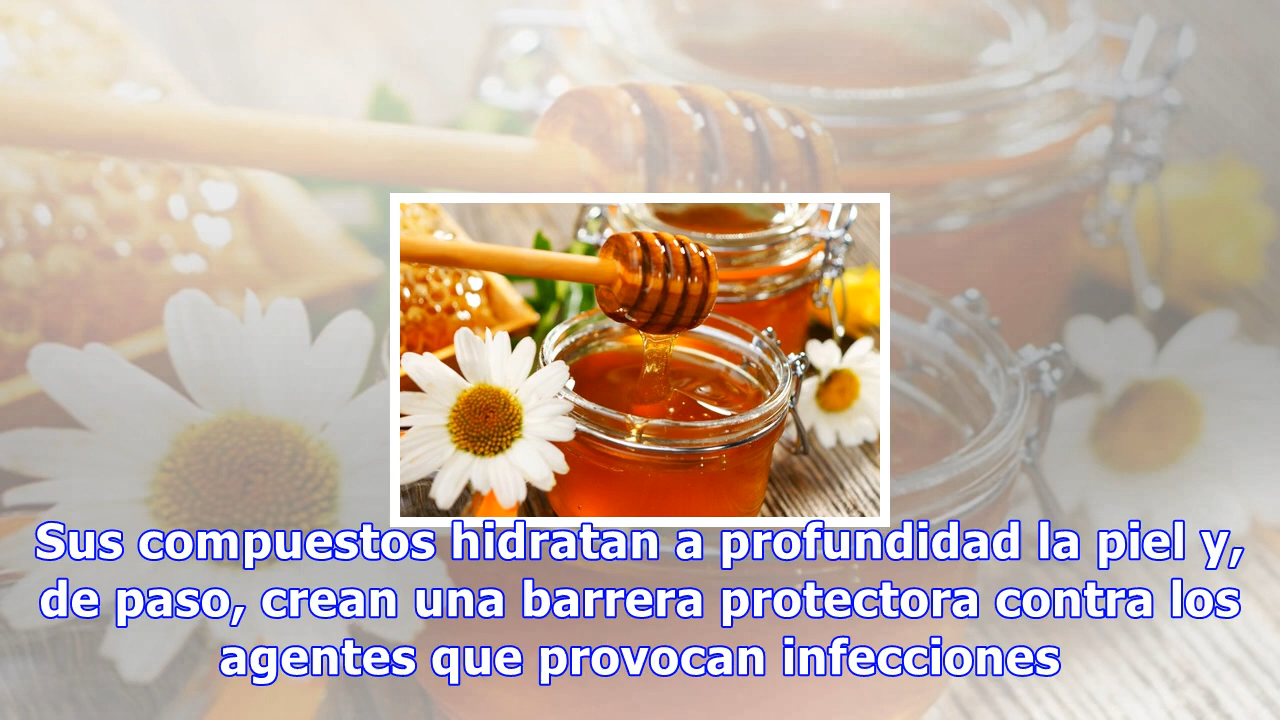 Sus compuestos hidratan a profundidad la piel y,
de paso, crean una barrera protectora contra los
agentes que provocan infecciones